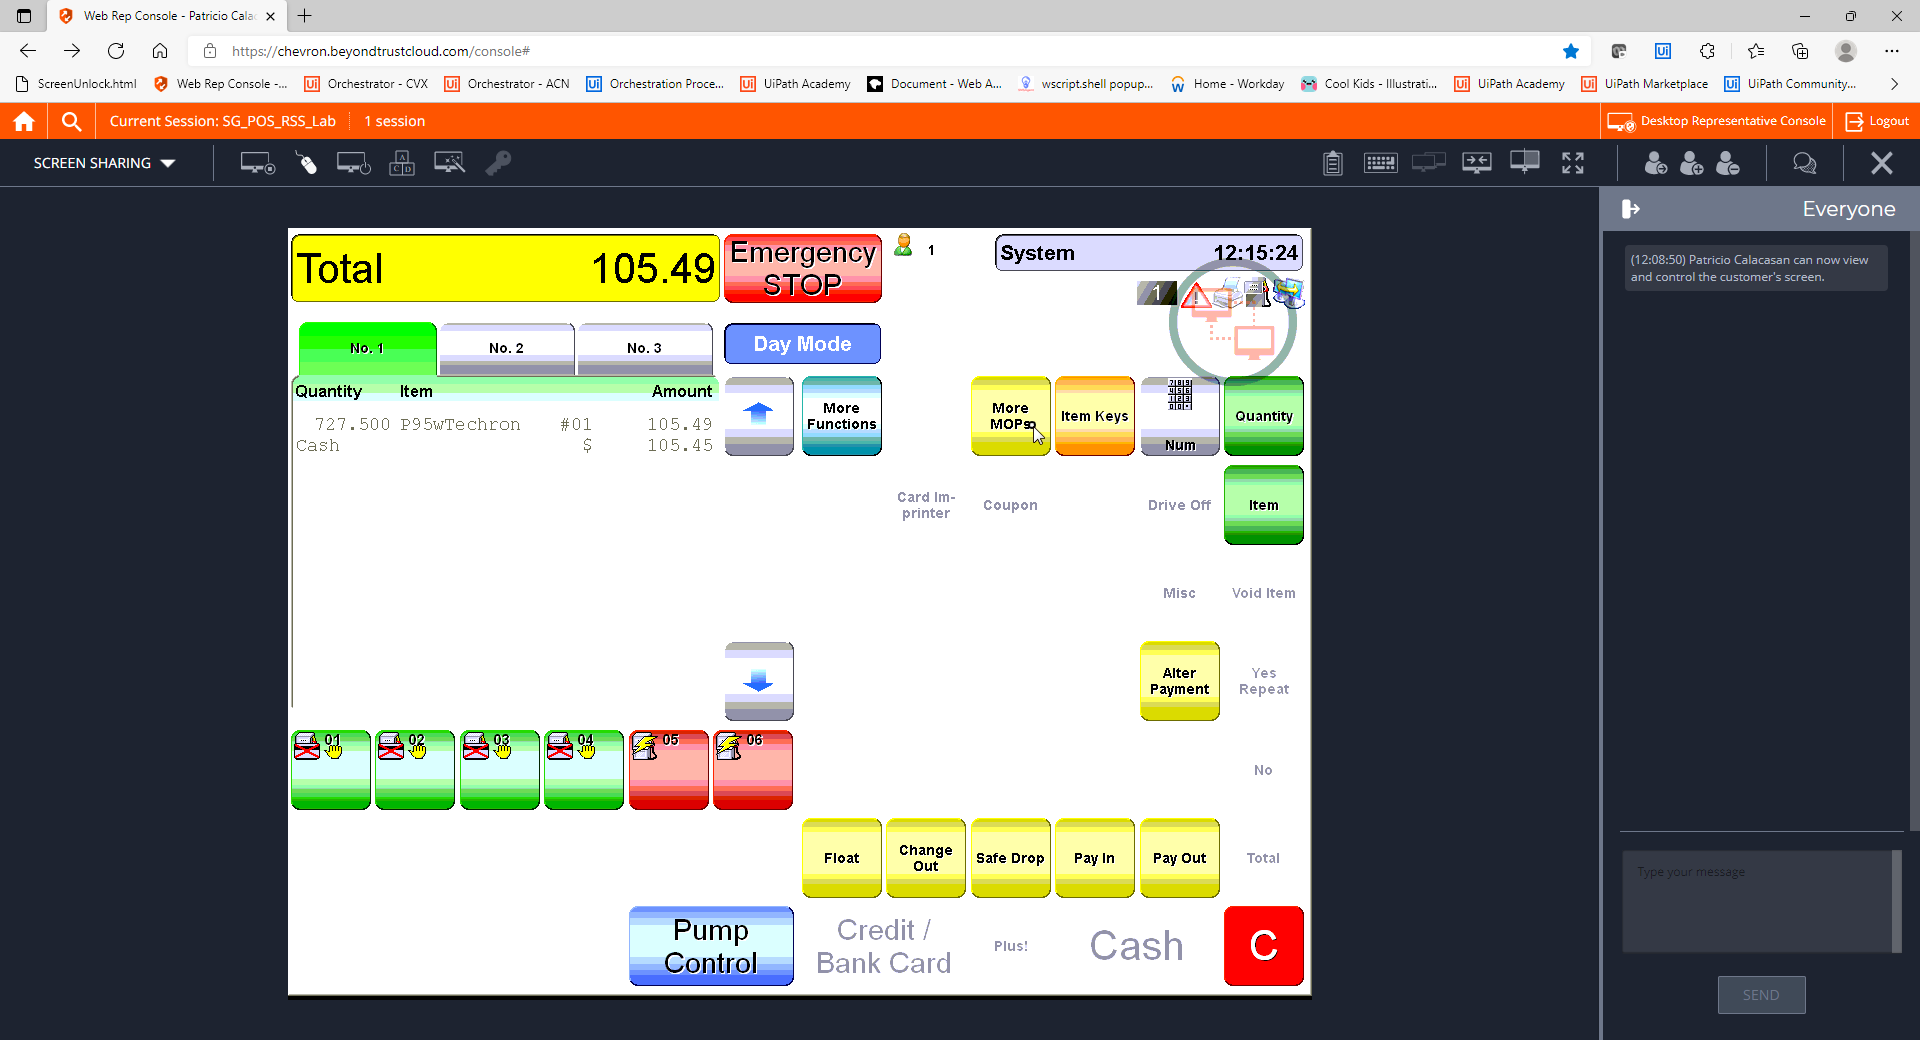 Web Rep Console - Patricio Cala
https://chevron.beyondtrustcloud.com/console#
ScreenUnlock.html
Web Rep Console -...
Orchestrator - CVX
Orchestrator - ACN
Orchestration Proce...
UiPath Academy
Document - Web A...
wscript.shell popup...
Home - Workday
Cool Kids - Illustrati...
UiPath Academy
UiPath Marketplace
UiPath Community...
Current Session: SG_POS_RSS_Lab
1 session
Desktop Representative Console
Logout
SCREEN SHARING
Everyone
(12:08:50) Patricio Calacasan can now view
and control the customer's screen.
Total 105.49
Emergency
STOP
1
System 12:15:24
1
No. 1
No. 2
No. 3
Day Mode
Quantity Item Amount
727.500 P95wTechron #01 105.49
Cash $ 105.45
More
Functions
More
MOPs
Item Keys
Num
Quantity
Card Im-
printer
Coupon
Drive Off
Item
Misc
Void Item
Alter
Payment
Yes
Repeat
01
02
03
04
05
06
No
Float
Change
Out
Safe Drop
Pay In
Pay Out
Total
Pump
Control
Credit /
Bank Card
Plus!
Cash
C
Type your message
SEND